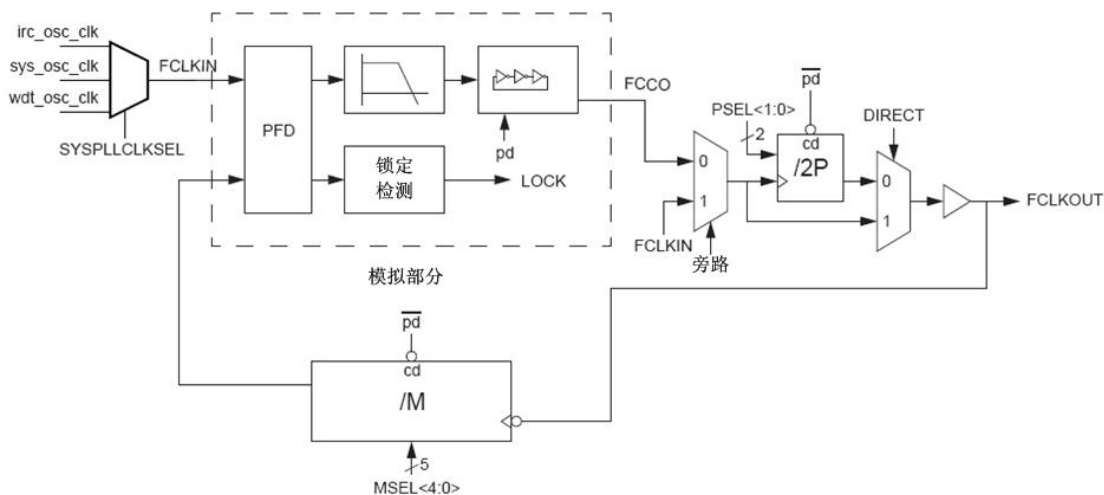 irc_osc_clk
sys_osc_clk
wdt_osc_clk
FCLKIN
SYSPLLCLKSEL
PFD
pd
锁定
检测
LOCK
模拟部分
FCCO
PSEL<1:0>
2
pd
cd
/2P
DIRECT
0
1
FCLKIN
旁路
0
1
FCLKOUT
pd
cd
/M
5
MSEL<4:0>